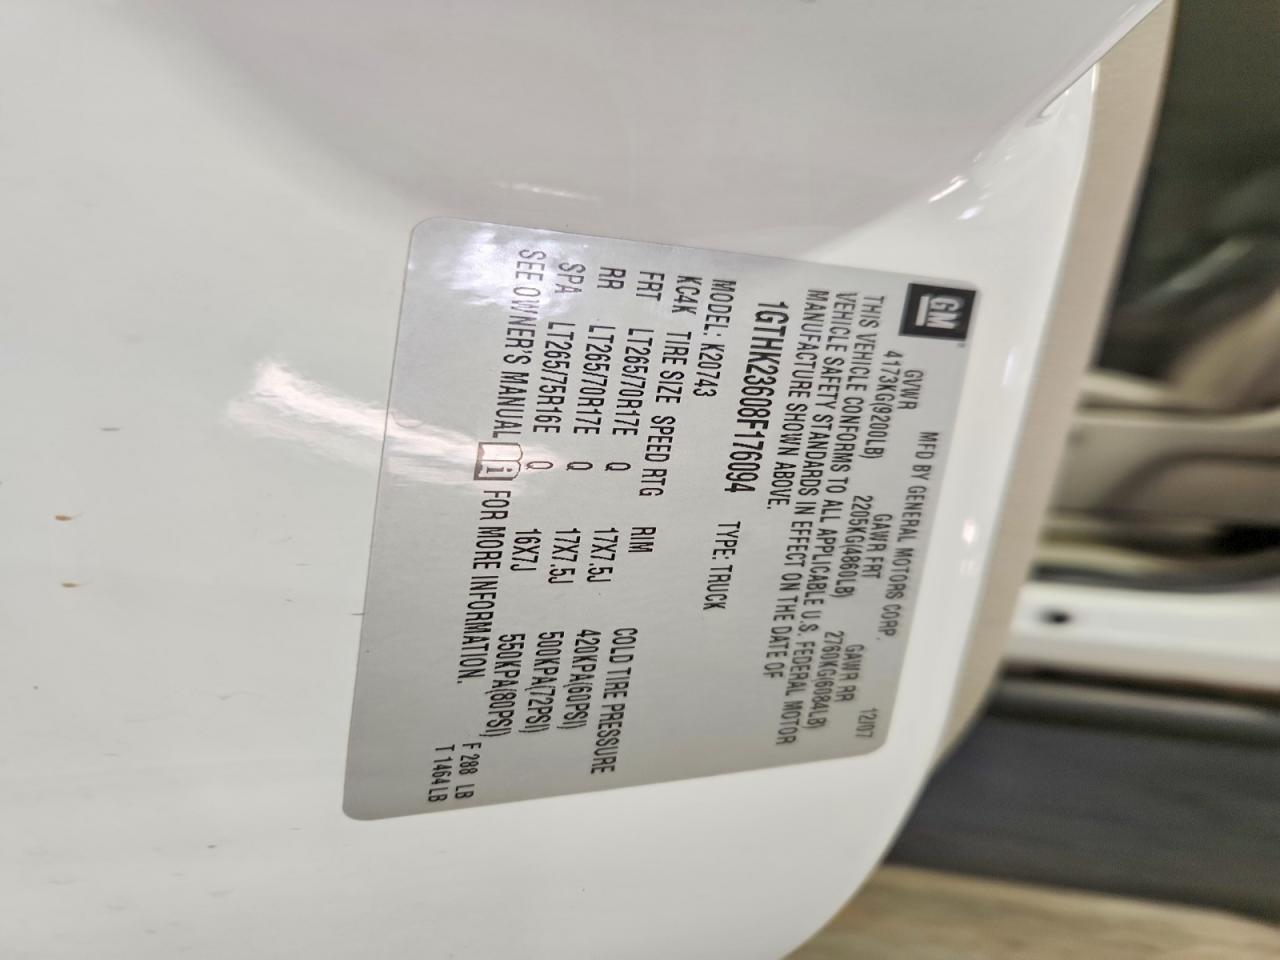 GM
MFD BY GENERAL MOTORS CORP. 12/07
GVWR GAWR FRT GAWR RR
4173KG(9200LB) 2205KG(4860LB) 2760KG(6084LB)
THIS VEHICLE CONFORMS TO ALL APPLICABLE U.S. FEDERAL MOTOR
VEHICLE SAFETY STANDARDS IN EFFECT ON THE DATE OF
MANUFACTURE SHOWN ABOVE.
1GTHK23608F176094 TYPE: TRUCK
MODEL: K20743
KC4K TIRE SIZE SPEED RTG RIM COLD TIRE PRESSURE
FRT LT265/70R17E Q 17X7.5J 420KPA(60PSI)
RR LT265/70R17E Q 17X7.5J 500KPA(72PSI)
SPA LT265/75R16E Q 16X7J 550KPA(80PSI)
SEE OWNER'S MANUAL FOR MORE INFORMATION.
F 288 LB
T 1464 LB